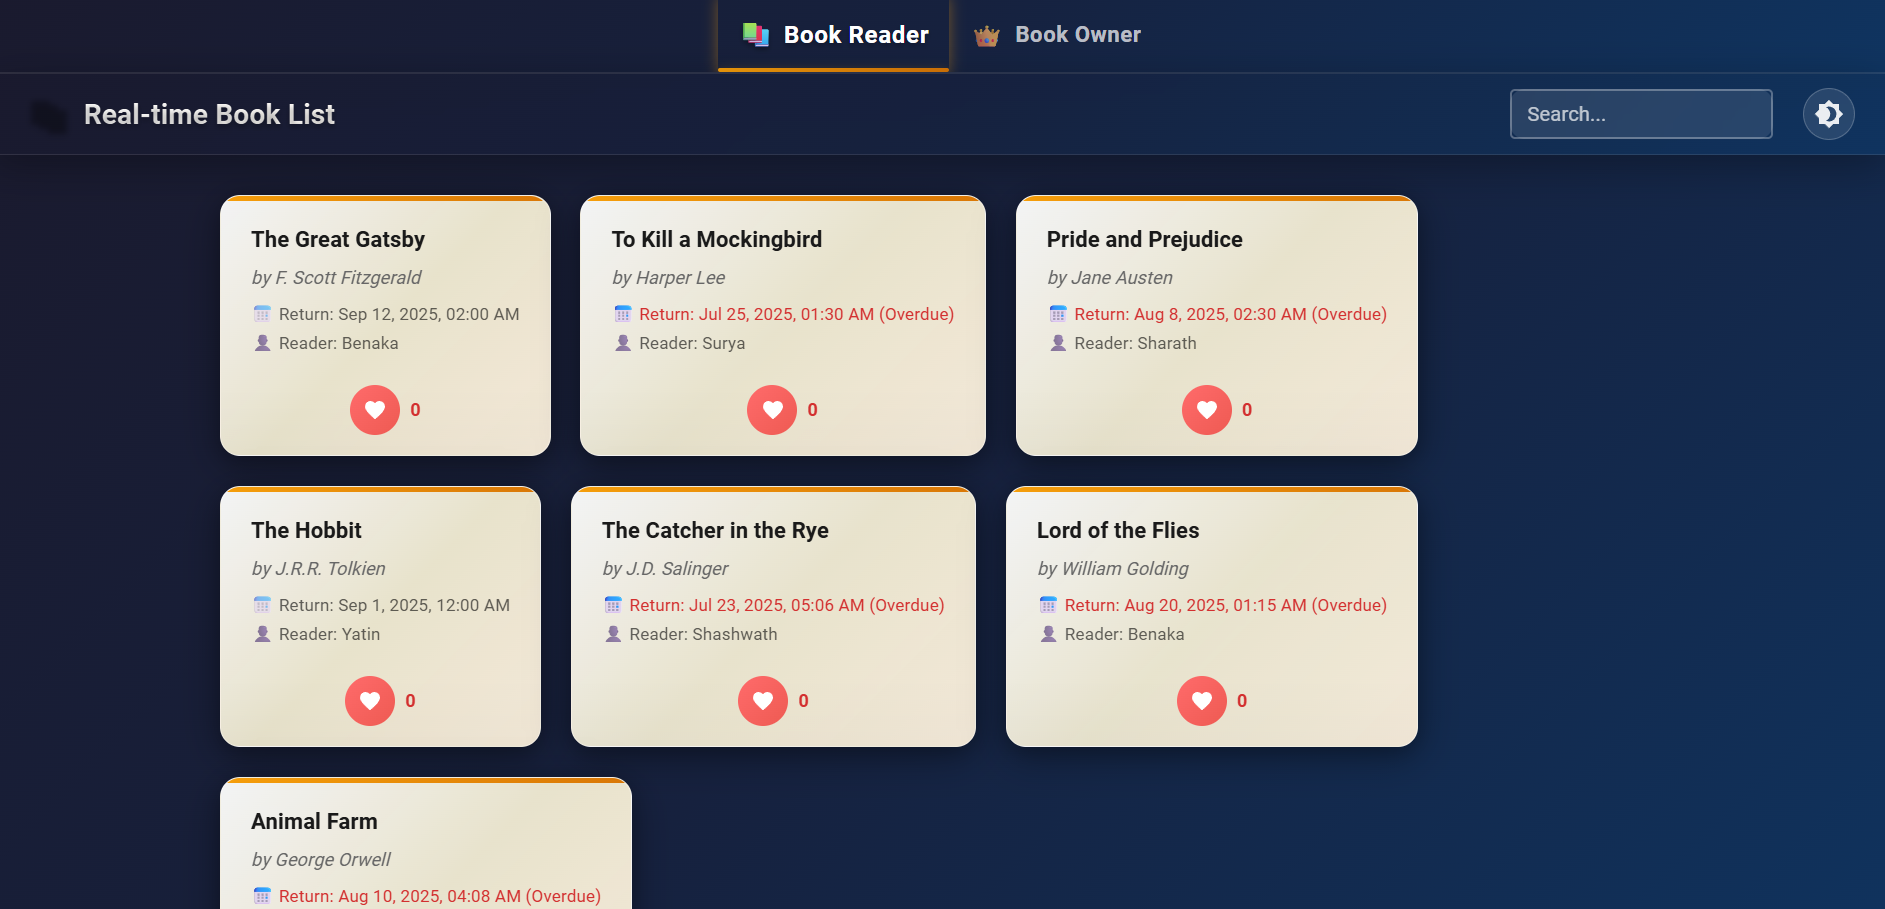 Book Reader
Book Owner
Real-time Book List
Search...
The Great Gatsby
by F. Scott Fitzgerald
Return: Sep 12, 2025, 02:00 AM
Reader: Benaka
0
To Kill a Mockingbird
by Harper Lee
Return: Jul 25, 2025, 01:30 AM (Overdue)
Reader: Surya
0
Pride and Prejudice
by Jane Austen
Return: Aug 8, 2025, 02:30 AM (Overdue)
Reader: Sharath
0
The Hobbit
by J.R.R. Tolkien
Return: Sep 1, 2025, 12:00 AM
Reader: Yatin
0
The Catcher in the Rye
by J.D. Salinger
Return: Jul 23, 2025, 05:06 AM (Overdue)
Reader: Shashwath
0
Lord of the Flies
by William Golding
Return: Aug 20, 2025, 01:15 AM (Overdue)
Reader: Benaka
0
Animal Farm
by George Orwell
Return: Aug 10, 2025, 04:08 AM (Overdue)